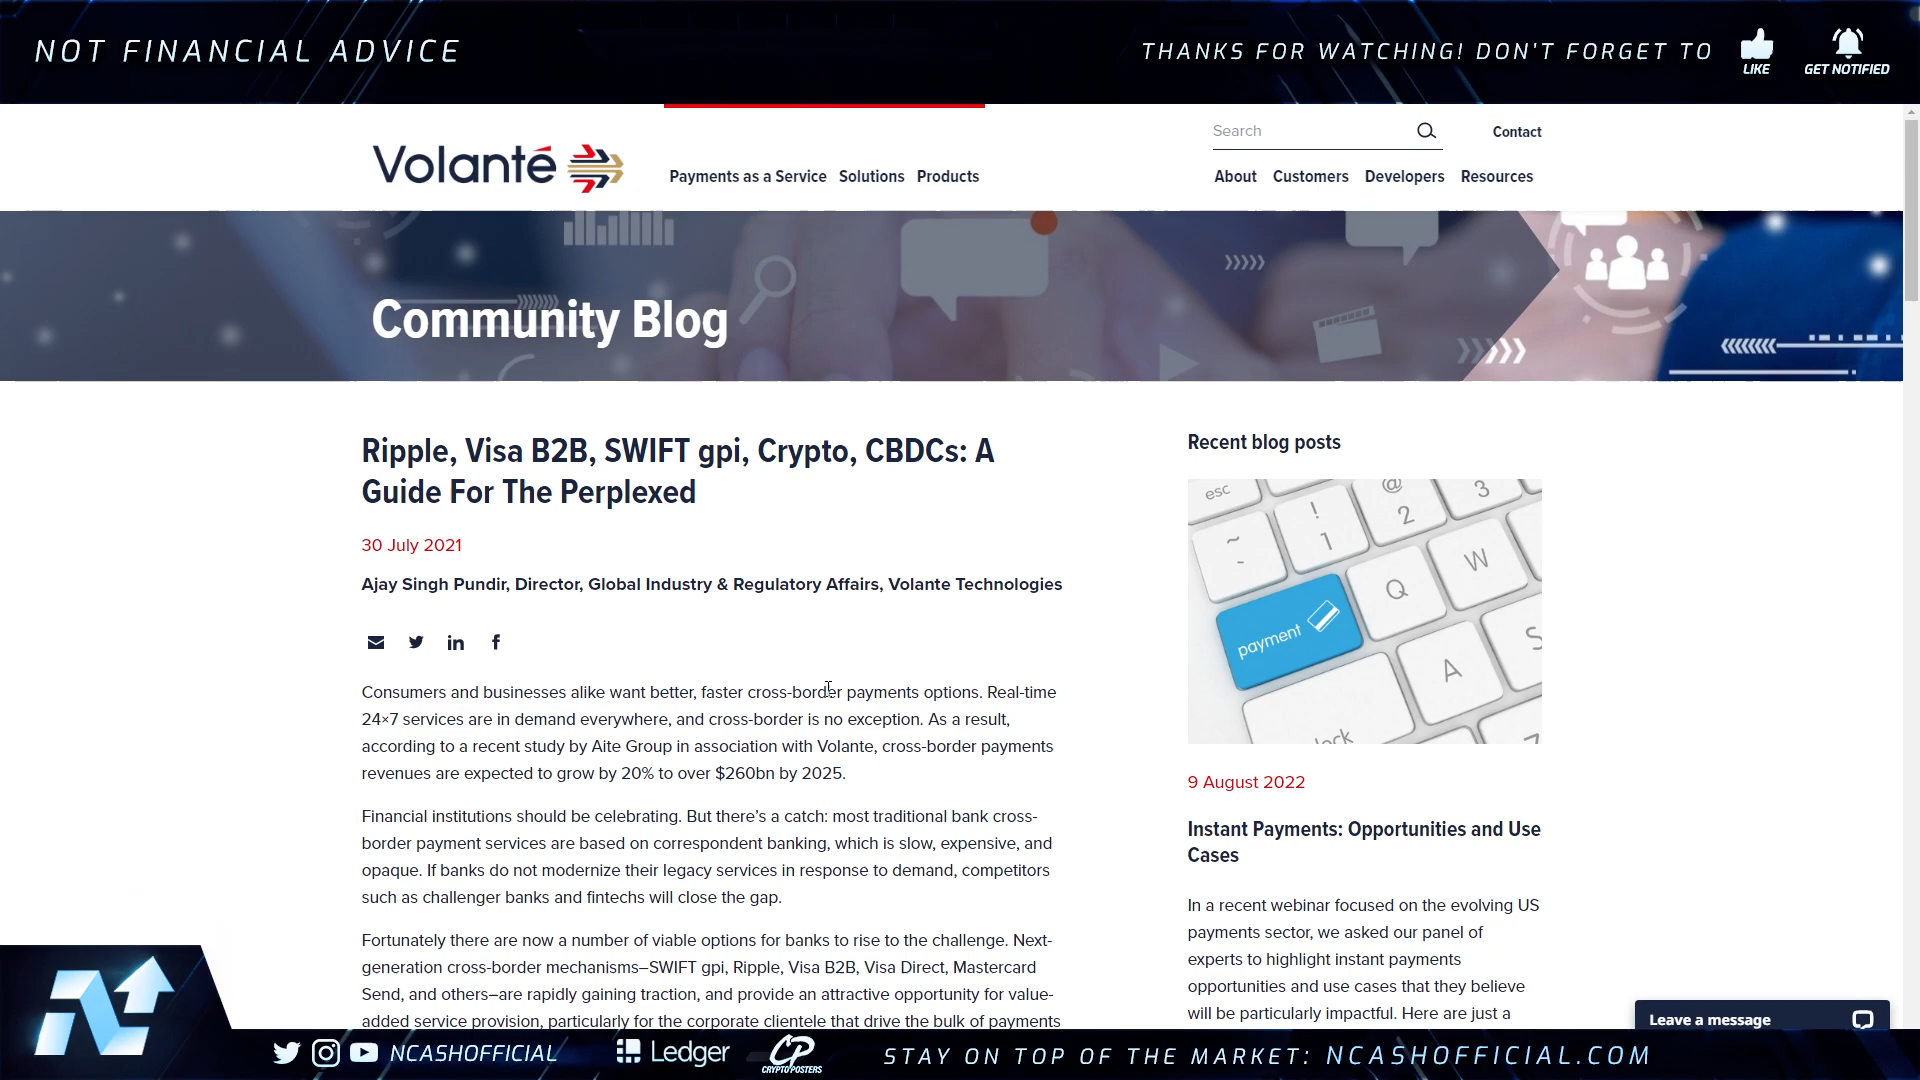 NOT FINANCIAL ADVICE
THANKS FOR WATCHING! DON'T FORGET TO
LIKE
GET NOTIFIED
Search
Contact
Volanté
Payments as a Service Solutions Products
About Customers Developers Resources
Community Blog
Ripple, Visa B2B, SWIFT gpi, Crypto, CBDCs: A
Guide For The Perplexed
30 July 2021
Ajay Singh Pundir, Director, Global Industry & Regulatory Affairs, Volante Technologies
Consumers and businesses alike want better, faster cross-border payments options. Real-time
24×7 services are in demand everywhere, and cross-border is no exception. As a result,
according to a recent study by Aite Group in association with Volante, cross-border payments
revenues are expected to grow by 20% to over $260bn by 2025.
Financial institutions should be celebrating. But there's a catch: most traditional bank cross-
border payment services are based on correspondent banking, which is slow, expensive, and
opaque. If banks do not modernize their legacy services in response to demand, competitors
such as challenger banks and fintechs will close the gap.
Fortunately there are now a number of viable options for banks to rise to the challenge. Next-
generation cross-border mechanisms–SWIFT gpi, Ripple, Visa B2B, Visa Direct, Mastercard
Send, and others–are rapidly gaining traction, and provide an attractive opportunity for value-
added service provision, particularly for the corporate clientele that drive the bulk of payments
Recent blog posts
esc
@
3
!
2
~
1
-
W
Q
payment
S
A
lock
Z
9 August 2022
Instant Payments: Opportunities and Use
Cases
In a recent webinar focused on the evolving US
payments sector, we asked our panel of
experts to highlight instant payments
opportunities and use cases that they believe
will be particularly impactful. Here are just a
Leave a message
NCASHOFFICIAL
Ledger
CP
CRYPTOPOSTERS
STAY ON TOP OF THE MARKET: NCASHOFFICIAL.COM